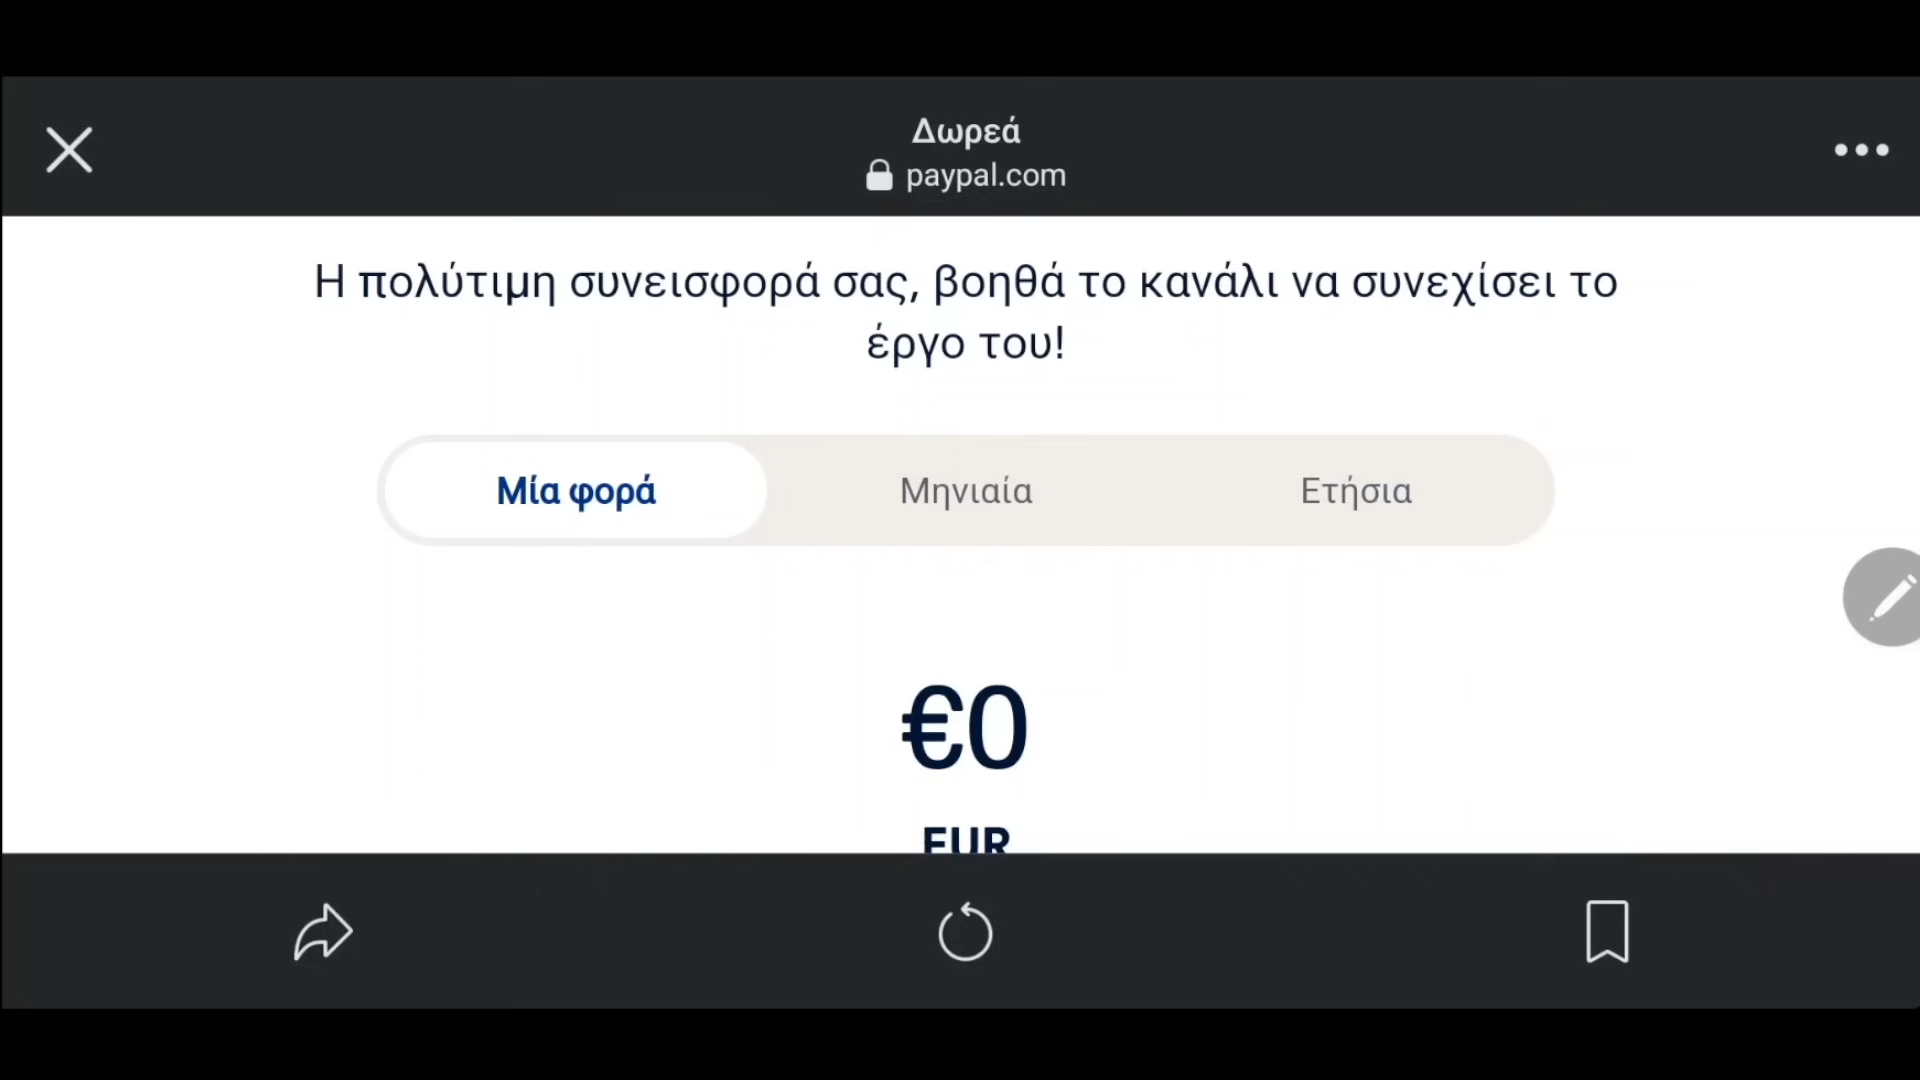 Δωρεά
paypal.com
Η πολύτιμη συνεισφορά σας, βοηθά το κανάλι να συνεχίσει το
έργο του!
Μία φορά Μηνιαία Ετήσια
€0
EUR